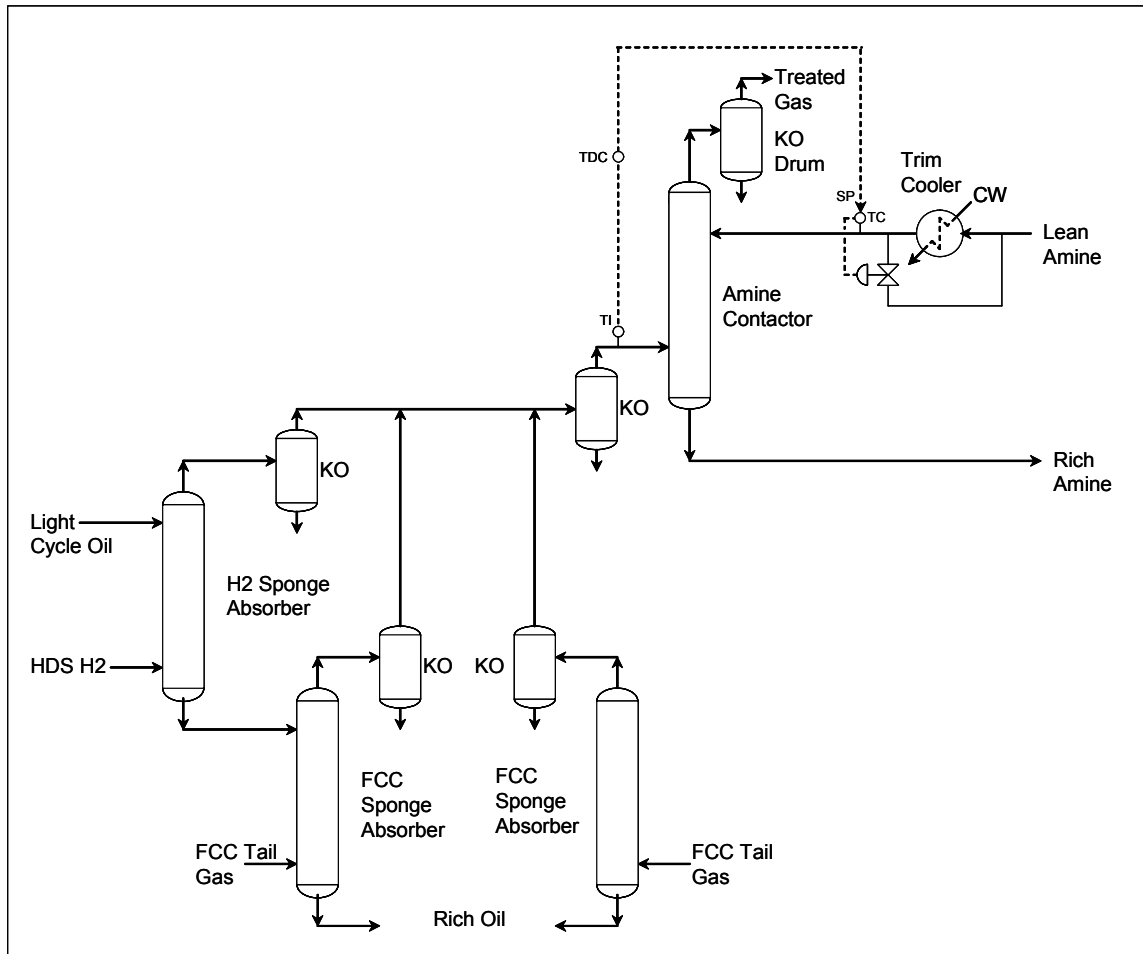 Treated
Gas
KO
Drum
TDC
Trim
Cooler
SP
CW
TC
Lean
Amine
Amine
Contactor
TI
KO
KO
Rich
Amine
Light
Cycle Oil
H2 Sponge
Absorber
HDS H2
KO
KO
FCC
Sponge
Absorber
FCC
Sponge
Absorber
FCC Tail
Gas
FCC Tail
Gas
Rich Oil